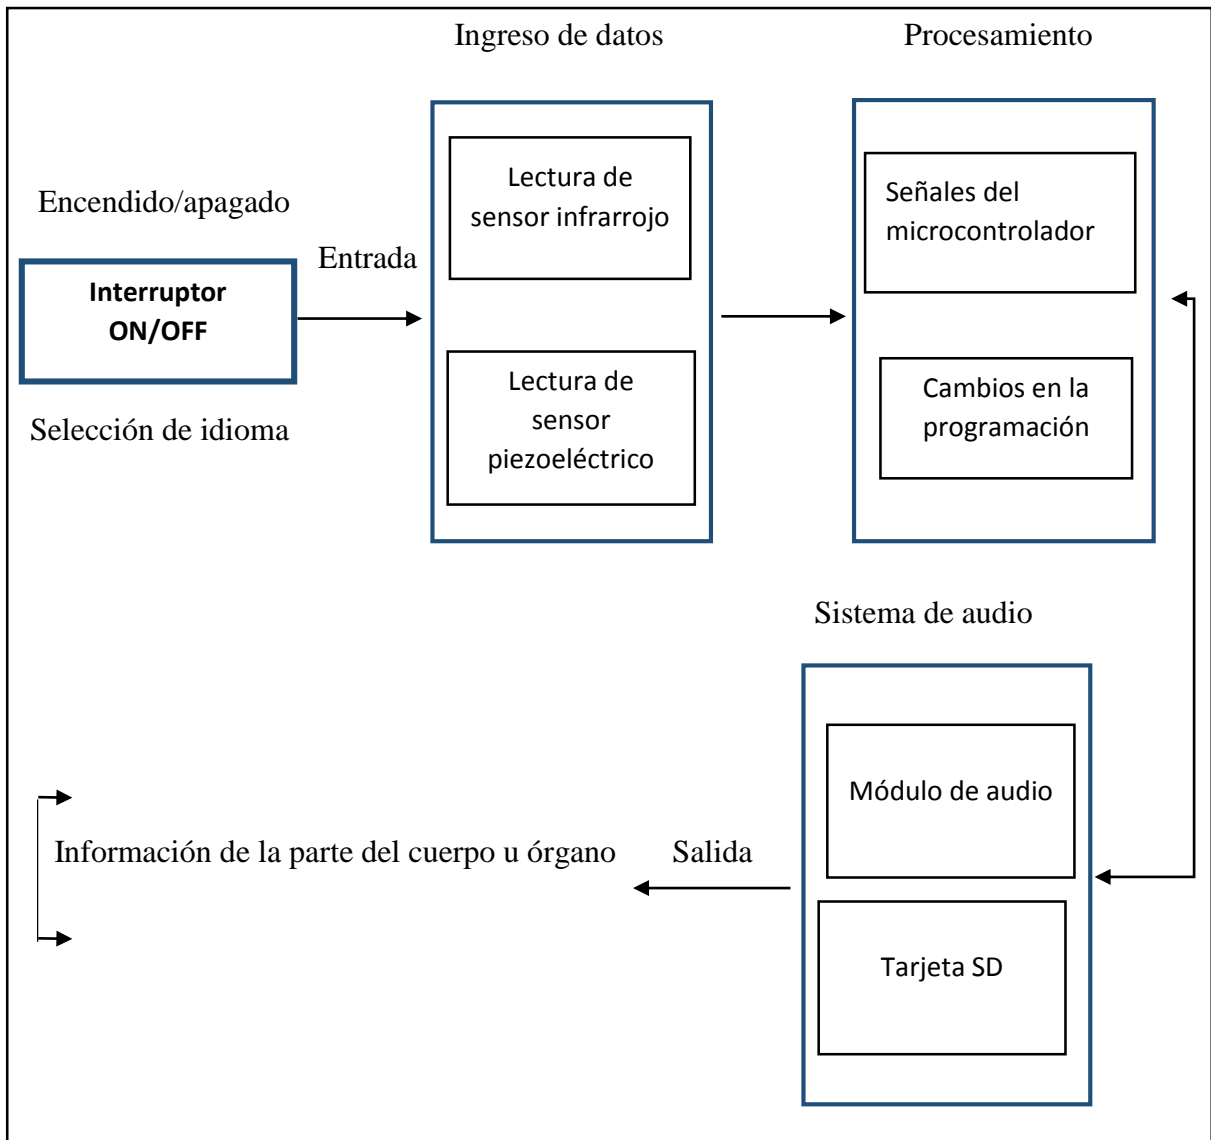 Ingreso de datos
Procesamiento
Lectura de
sensor infrarrojo
Señales del
microcontrolador
Encendido/apagado
Entrada
Interruptor
ON/OFF
Lectura de
sensor
piezoeléctrico
Cambios en la
programación
Selección de idioma
Sistema de audio
Módulo de audio
Información de la parte del cuerpo u órgano
Salida
Tarjeta SD